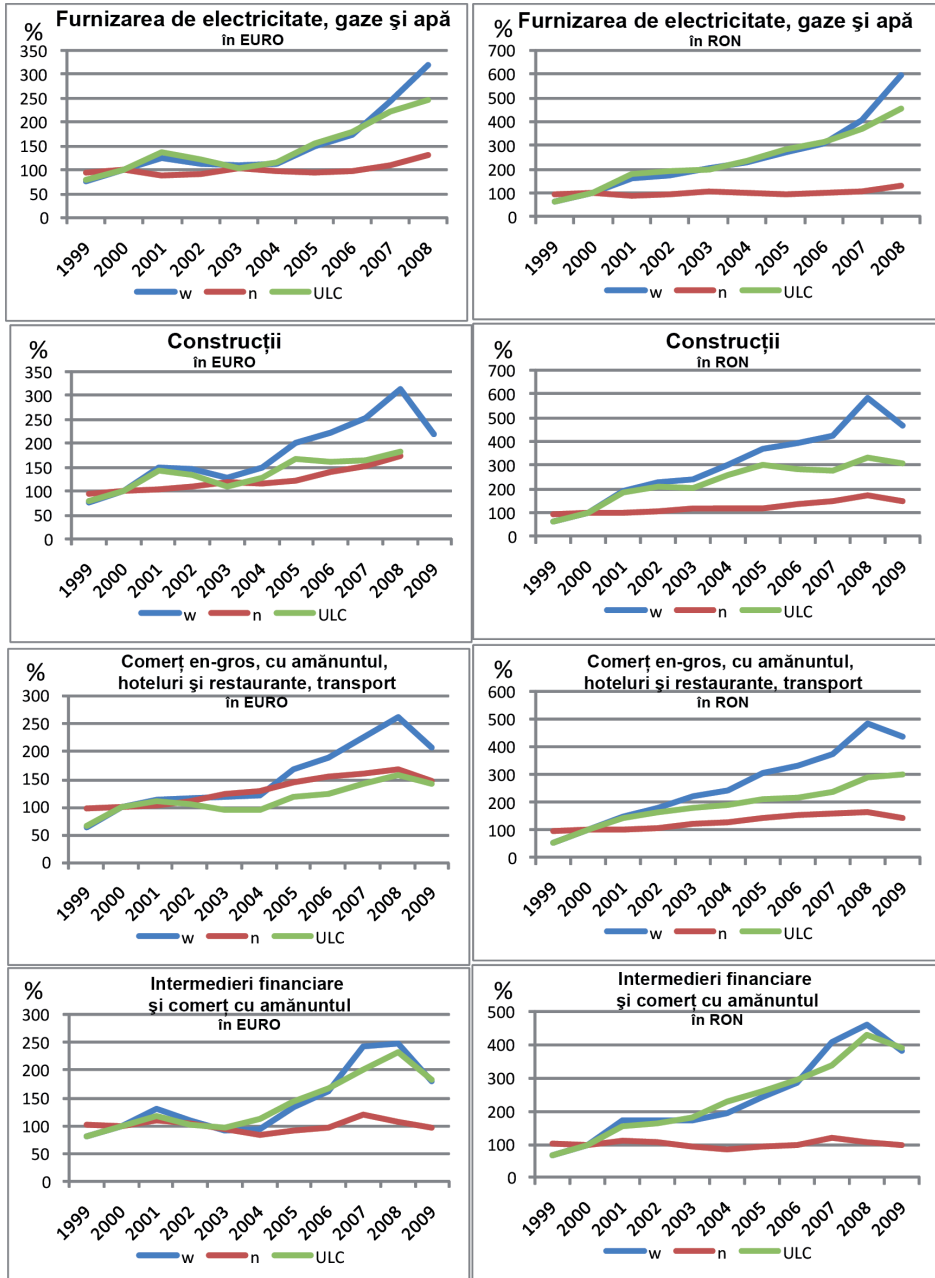 Furnizarea de electricitate, gaze şi apă
în EURO
%
350
300
250
200
150
100
50
0
1999 2000 2001 2002 2003 2004 2005 2006 2007 2008
w n ULC
Furnizarea de electricitate, gaze şi apă
în RON
%
700
600
500
400
300
200
100
0
1999 2000 2001 2002 2003 2004 2005 2006 2007 2008
w n ULC
Construcții
în EURO
%
350
300
250
200
150
100
50
0
1999 2000 2001 2002 2003 2004 2005 2006 2007 2008 2009
w n ULC
Construcții
în RON
%
700
600
500
400
300
200
100
0
1999 2000 2001 2002 2003 2004 2005 2006 2007 2008 2009
w n ULC
Comerț en-gros, cu amănuntul,
hoteluri şi restaurante, transport
în EURO
%
300
250
200
150
100
50
0
1999 2000 2001 2002 2003 2004 2005 2006 2007 2008 2009
w n ULC
Comerț en-gros, cu amănuntul,
hoteluri şi restaurante, transport
în RON
%
600
500
400
300
200
100
0
1999 2000 2001 2002 2003 2004 2005 2006 2007 2008 2009
w n ULC
Intermedieri financiare
şi comerț cu amănuntul
în EURO
%
300
250
200
150
100
50
0
1999 2000 2001 2002 2003 2004 2005 2006 2007 2008 2009
w n ULC
Intermedieri financiare
şi comerț cu amănuntul
în RON
%
500
400
300
200
100
0
1999 2000 2001 2002 2003 2004 2005 2006 2007 2008 2009
w n ULC